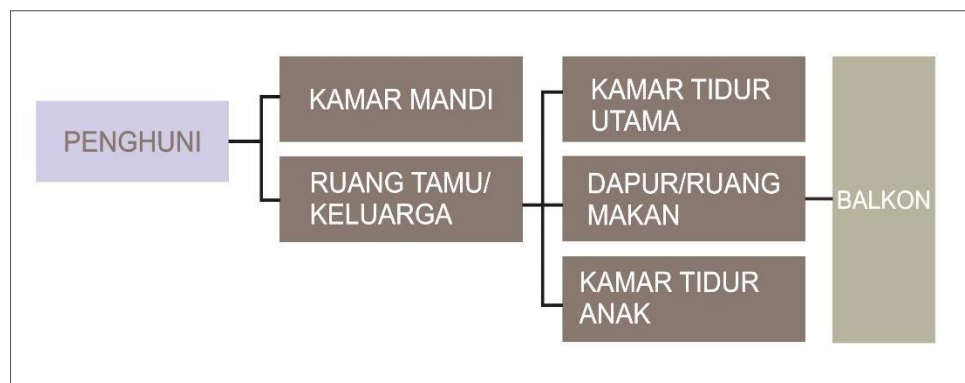 PENGHUNI
KAMAR MANDI
RUANG TAMU/
KELUARGA
KAMAR TIDUR
UTAMA
DAPUR/RUANG
MAKAN
KAMAR TIDUR
ANAK
BALKON